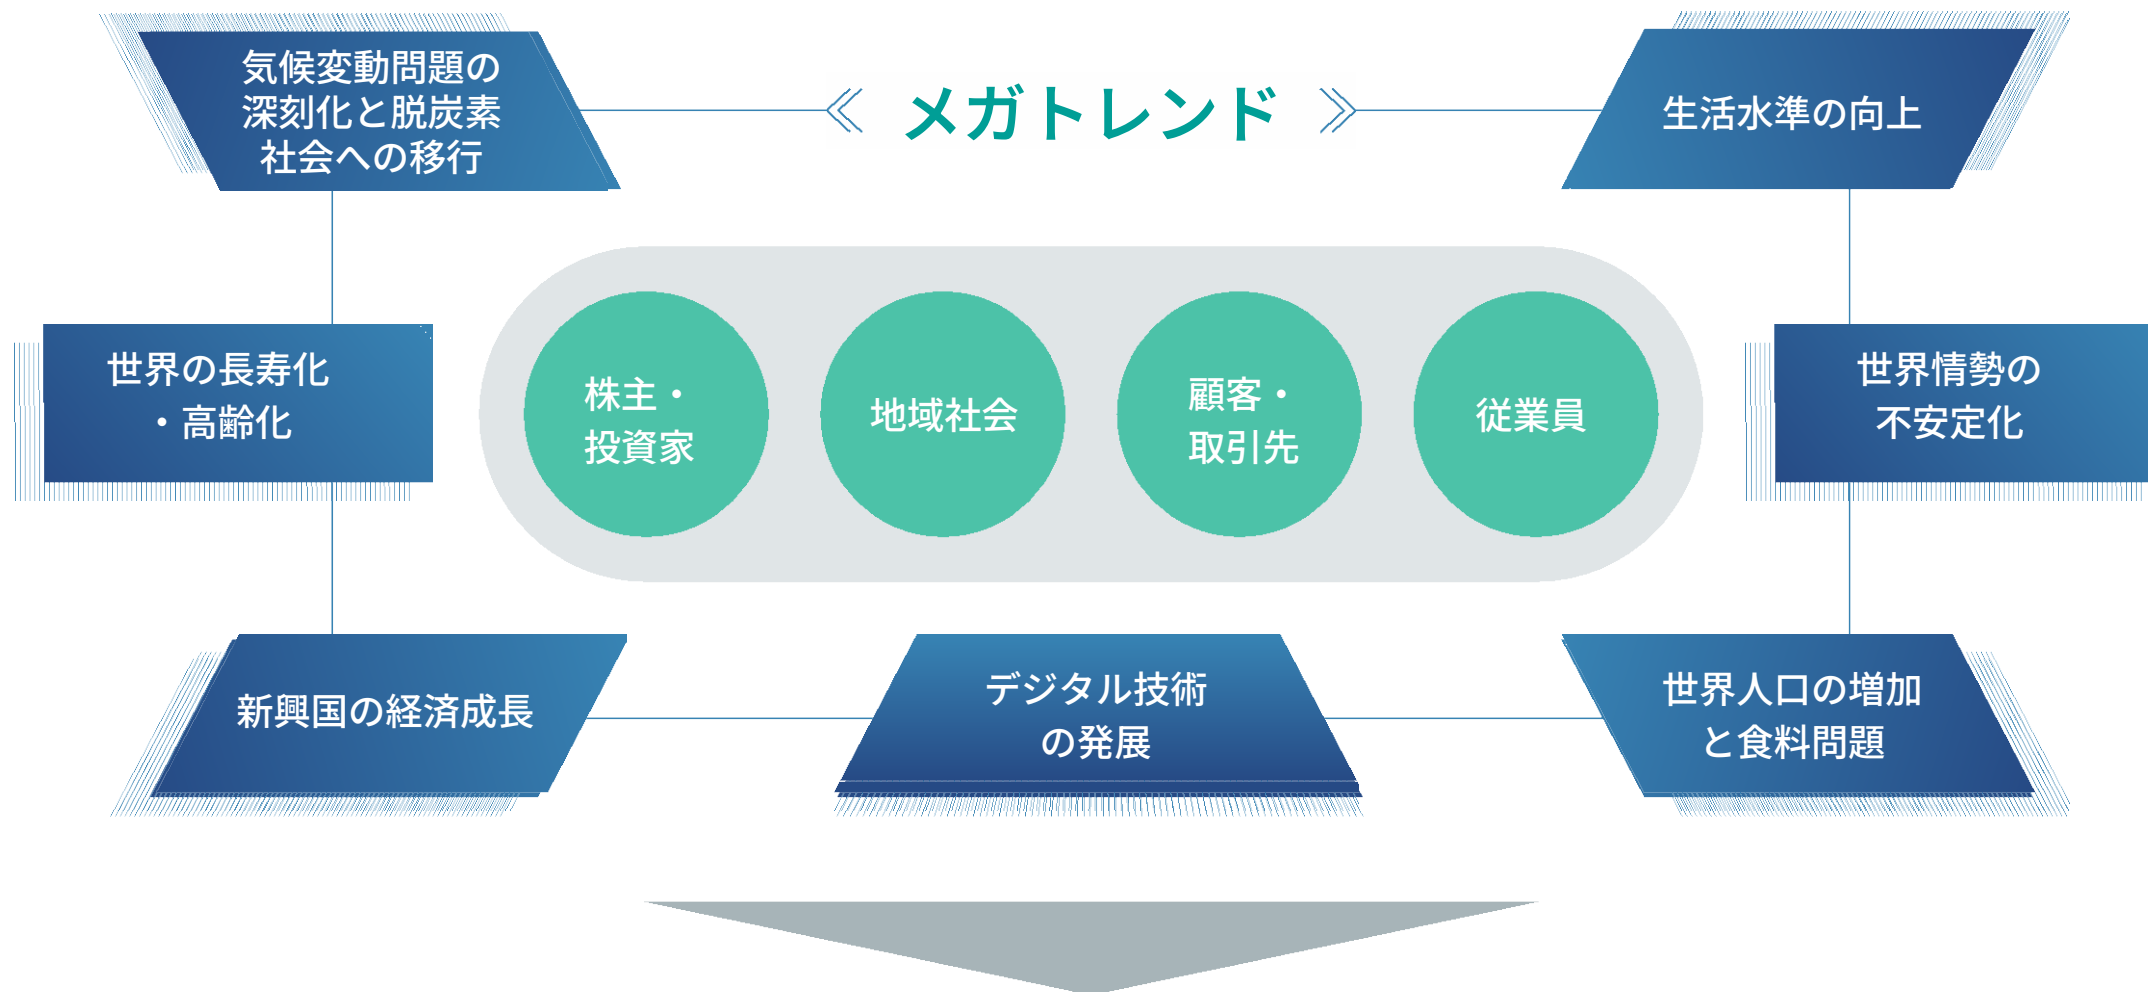 気候変動問題の
深刻化と脱炭素
社会への移行
メガトレンド
生活水準の向上
世界の長寿化
・高齢化
株主・
投資家
地域社会
顧客・
取引先
従業員
世界情勢の
不安定化
新興国の経済成長
デジタル技術
の発展
世界人口の増加
と食料問題